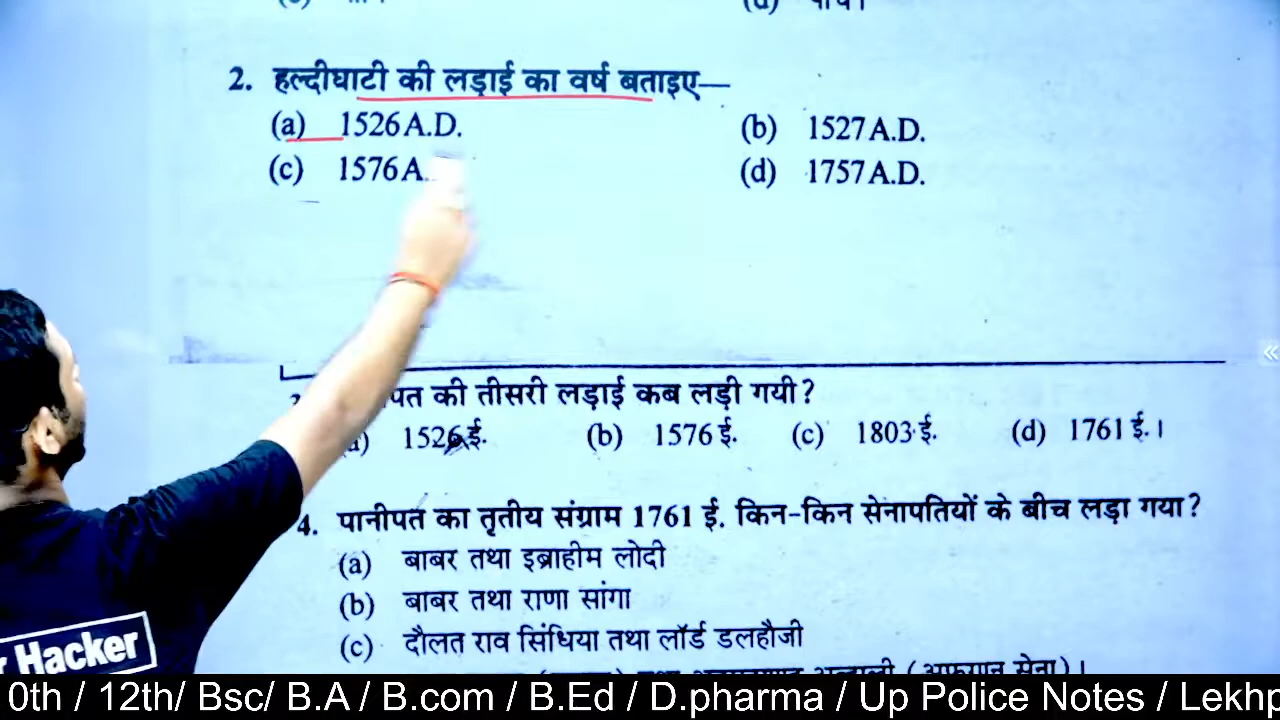 2. हल्दीघाटी की लड़ाई का वर्ष बताइए—
(a) 1526 A.D. (b) 1527 A.D.
(c) 1576 A. (d) 1757 A.D.
की तीसरी लड़ाई कब लड़ी गयी?
1526 ई. (b) 1576 ई. (c) 1803 ई. (d) 1761 ई.।
4. पानीपत का तृतीय संग्राम 1761 ई. किन-किन सेनापतियों के बीच लड़ा गया?
(a) बाबर तथा इब्राहीम लोदी
(b) बाबर तथा राणा सांगा
(c) दौलत राव सिंधिया तथा लॉर्ड डलहौजी
Hacker
0th / 12th/ Bsc/ B.A / B.com / B.Ed / D.pharma / Up Police Notes / Lekhp